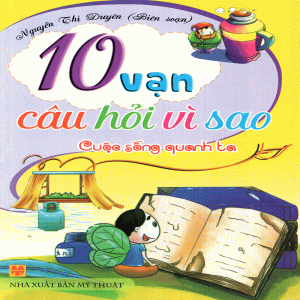 Nguyễn Thị Duyên (Biên soạn)
10 vạn
câu hỏi vì sao
Cuộc sống quanh ta
NHÀ XUẤT BẢN MỸ THUẬT